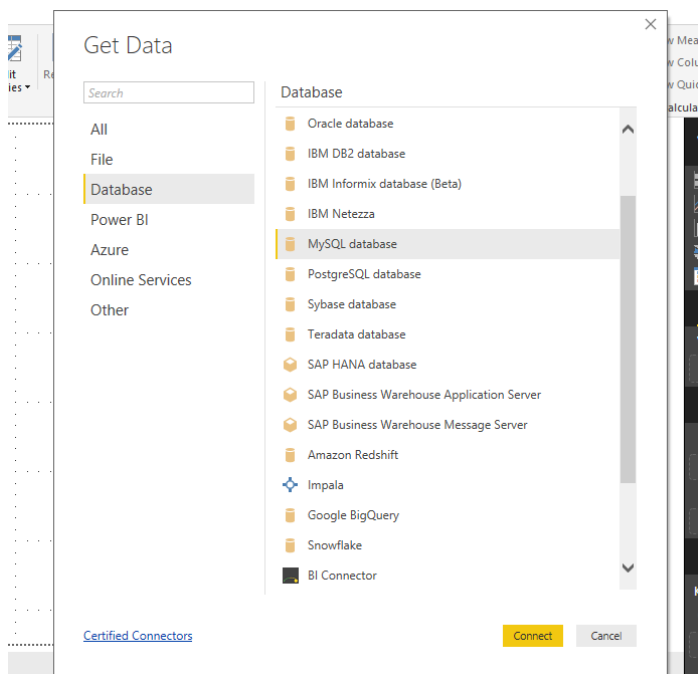 Get Data
Search
All
File
Database
Power BI
Azure
Online Services
Other
Database
Oracle database
IBM DB2 database
IBM Informix database (Beta)
IBM Netezza
MySQL database
PostgreSQL database
Sybase database
Teradata database
SAP HANA database
SAP Business Warehouse Application Server
SAP Business Warehouse Message Server
Amazon Redshift
Impala
Google BigQuery
Snowflake
BI Connector
Certified Connectors
Connect
Cancel